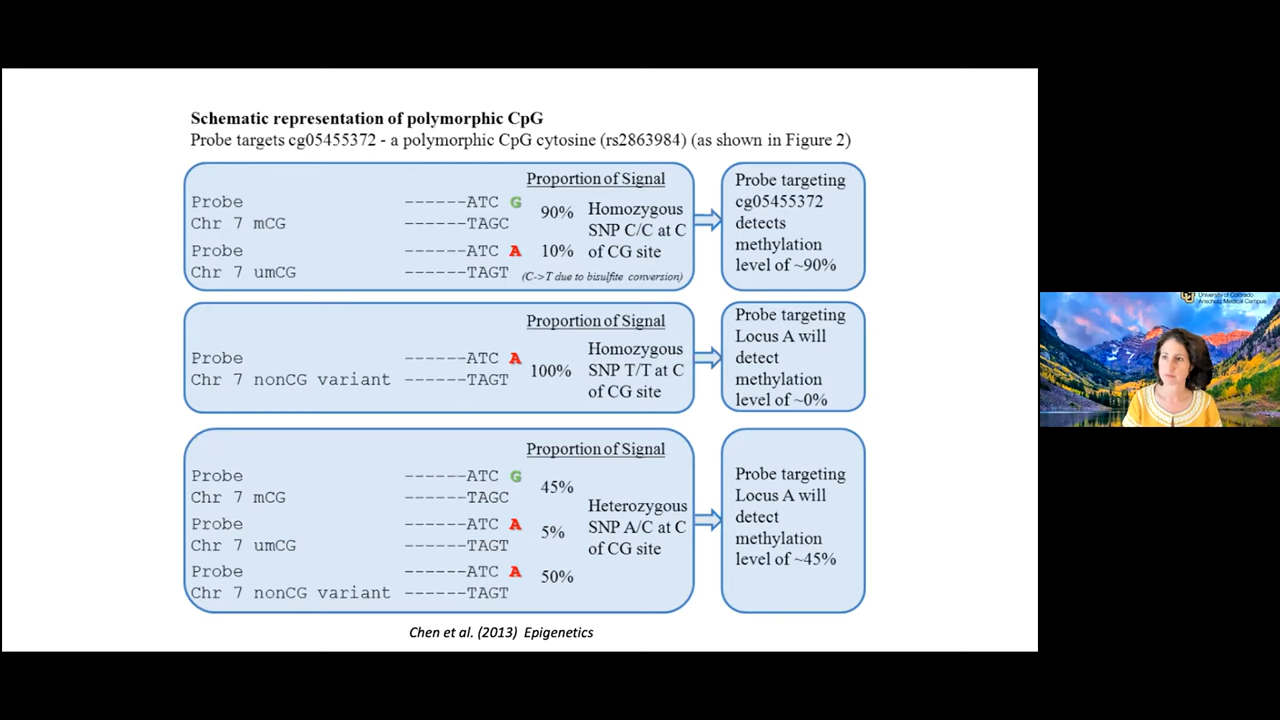 Schematic representation of polymorphic CpG
Probe targets cg05455372 - a polymorphic CpG cytosine (rs2863984) (as shown in Figure 2)
Proportion of Signal
Probe ------ATC G
Chr 7 mCG ------TAGC
90%
Probe ------ATC A
Chr 7 umCG ------TAGT
10%
(C->T due to bisulfite conversion)
Homozygous
SNP C/C at C
of CG site
Probe targeting
cg05455372
detects
methylation
level of ~90%
Proportion of Signal
Probe ------ATC A
Chr 7 nonCG variant ------TAGT
100%
Homozygous
SNP T/T at C
of CG site
Probe targeting
Locus A will
detect
methylation
level of ~0%
Proportion of Signal
Probe ------ATC G
Chr 7 mCG ------TAGC
45%
Probe ------ATC A
Chr 7 umCG ------TAGT
5%
Probe ------ATC A
Chr 7 nonCG variant ------TAGT
50%
Heterozygous
SNP A/C at C
of CG site
Probe targeting
Locus A will
detect
methylation
level of ~45%
Chen et al. (2013) Epigenetics
University of Colorado
Anschutz Medical Campus